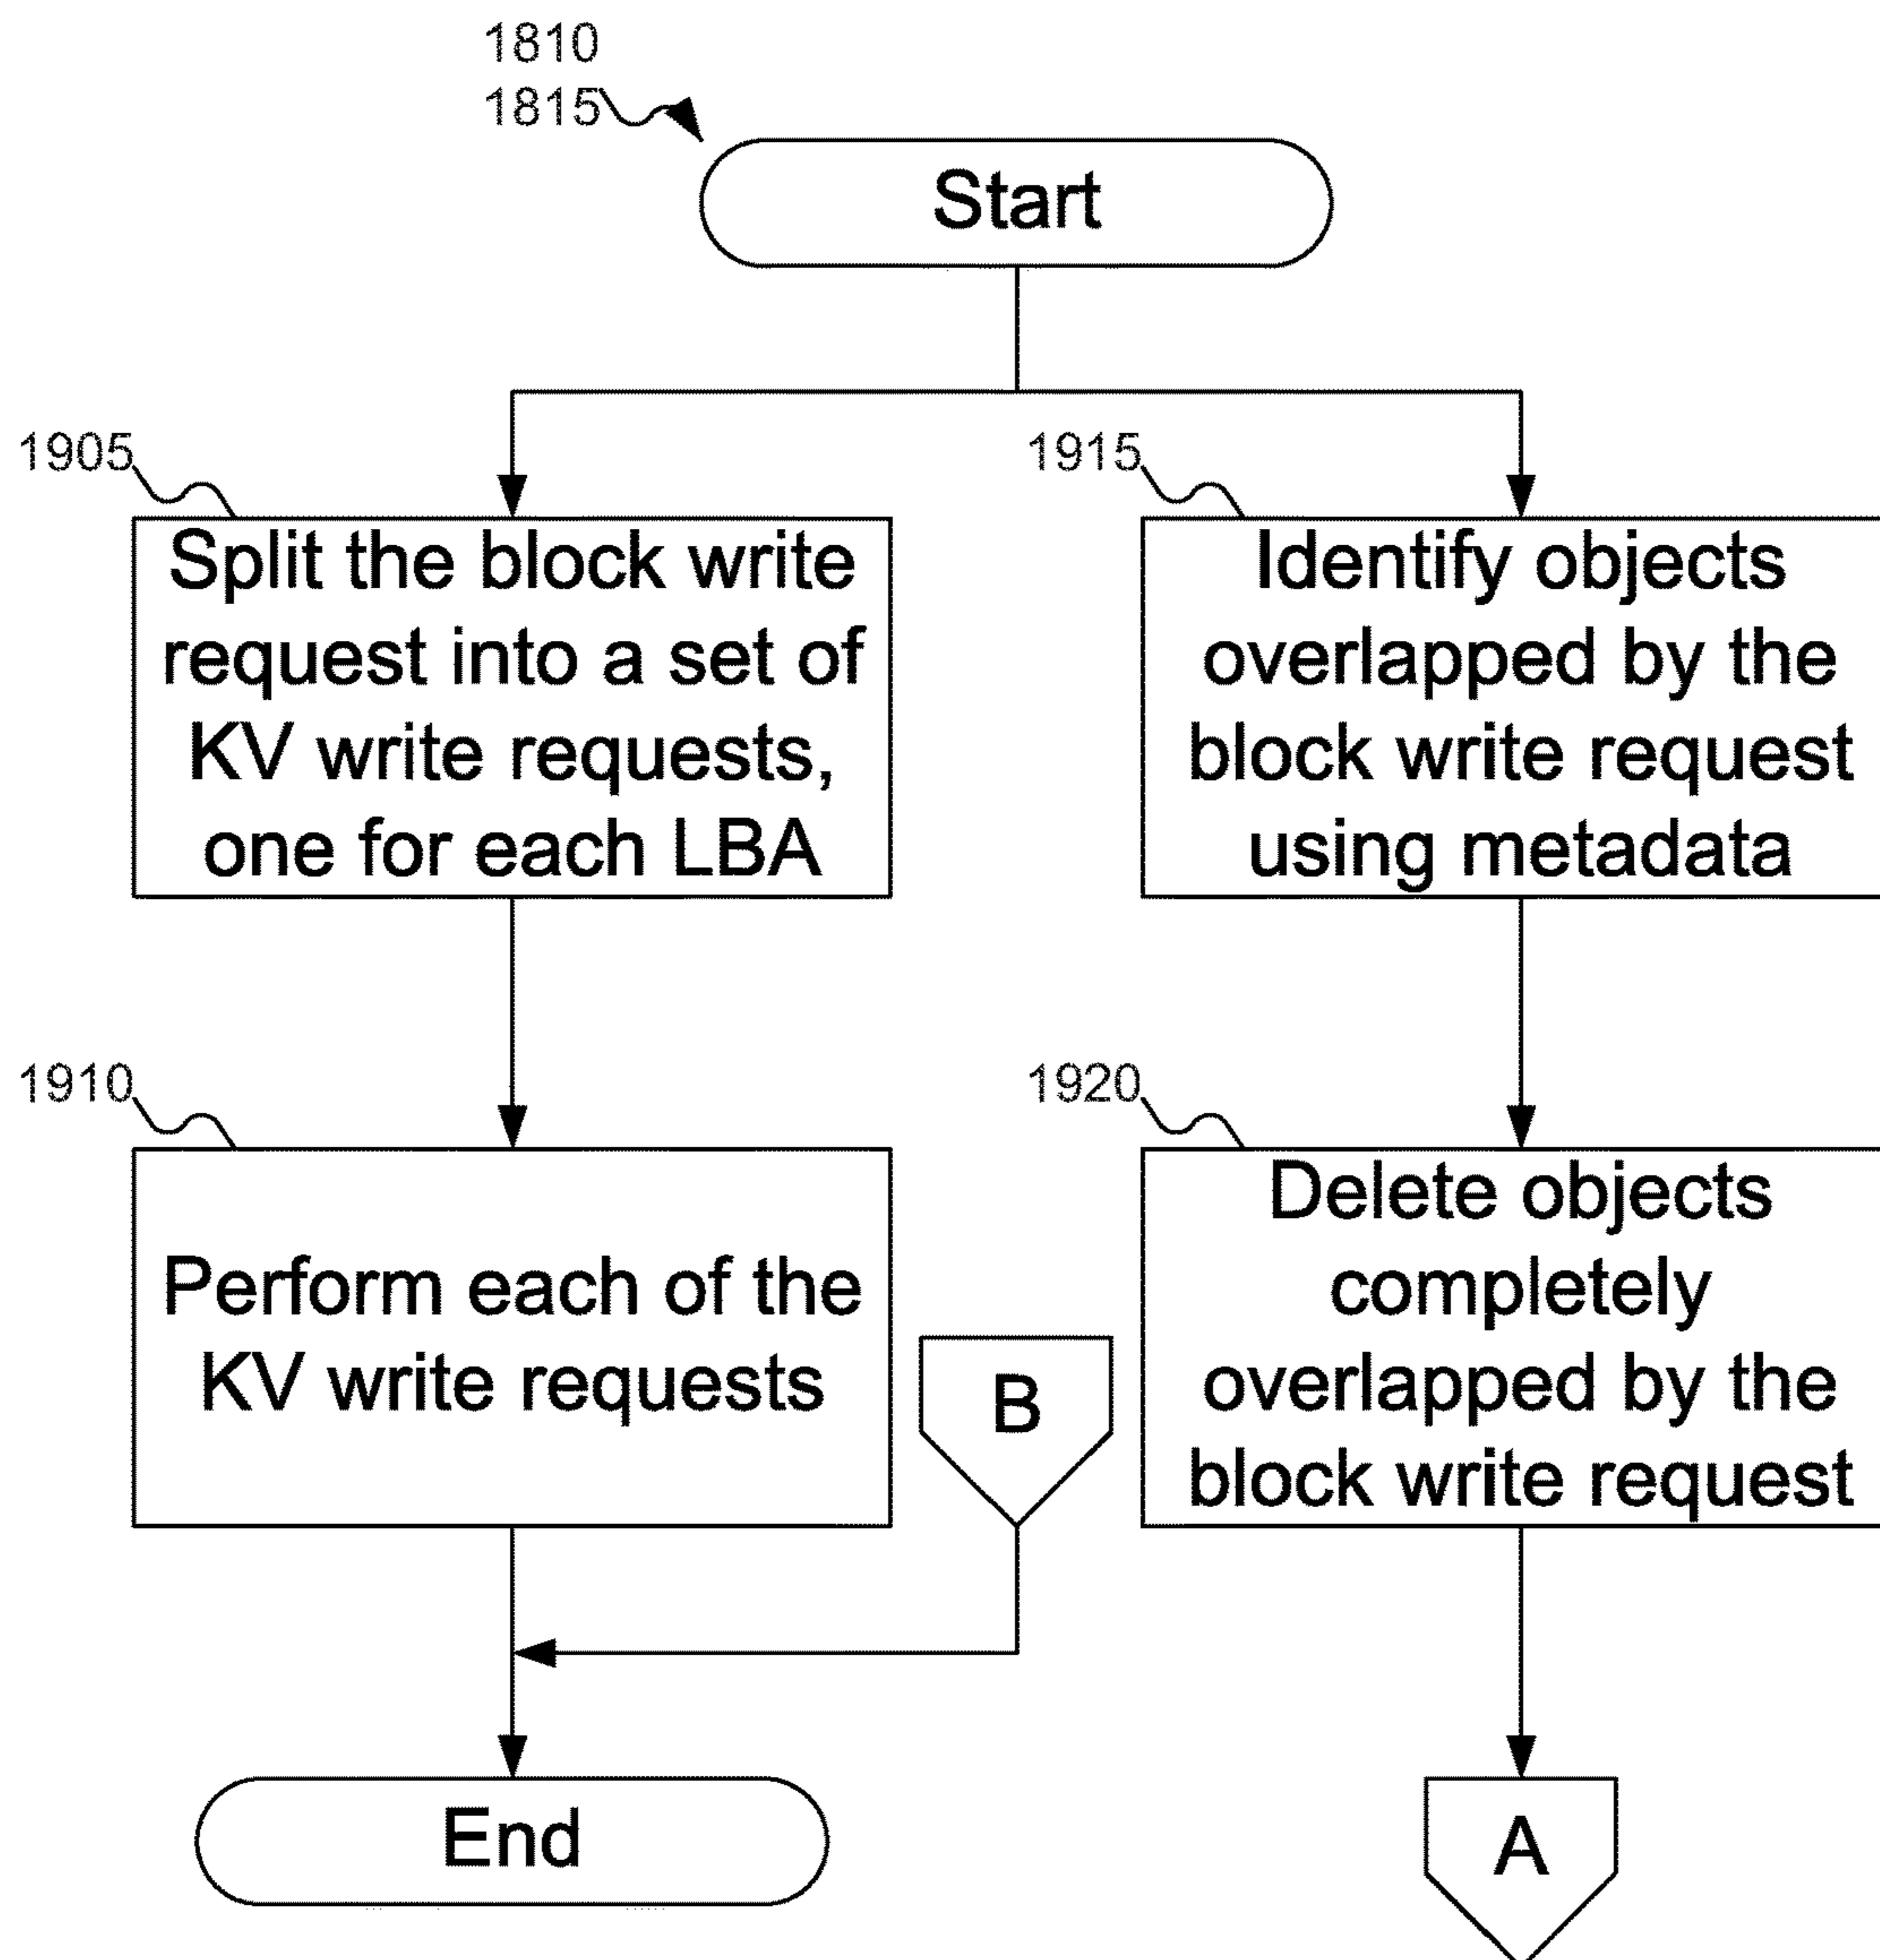 1810
1815
Start
1905
Split the block write
request into a set of
KV write requests,
one for each LBA
1915
Identify objects
overlapped by the
block write request
using metadata
1910
Perform each of the
KV write requests
1920
Delete objects
completely
overlapped by the
block write request
B
End
A